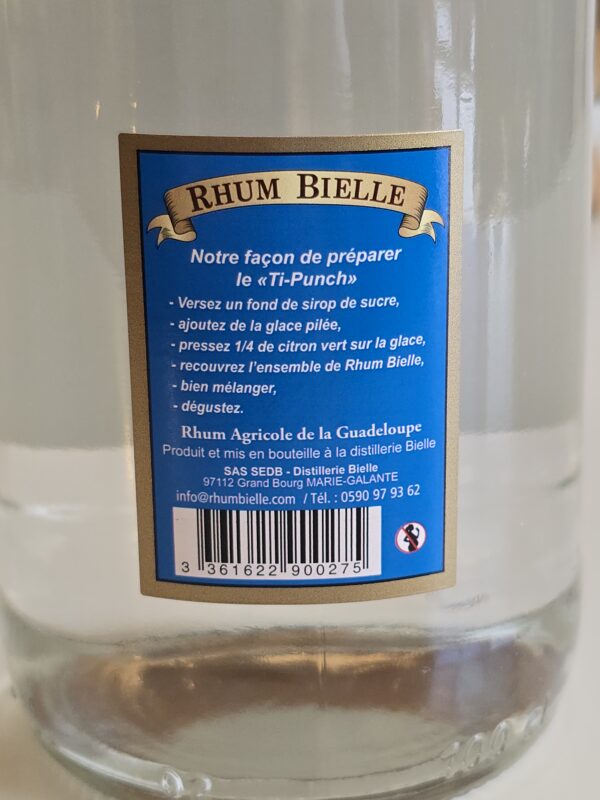 RHUM BIELLE
Notre façon de préparer
le «Ti-Punch»
- Versez un fond de sirop de sucre,
- ajoutez de la glace pilée,
- pressez 1/4 de citron vert sur la glace,
- recouvrez l'ensemble de Rhum Bielle,
- bien mélanger,
- dégustez.
Rhum Agricole de la Guadeloupe
Produit et mis en bouteille à la distillerie Bielle
SAS SEDB - Distillerie Bielle
97112 Grand Bourg MARIE-GALANTE
info@rhumbielle.com / Tél. : 0590 97 93 62
3 361622 900275